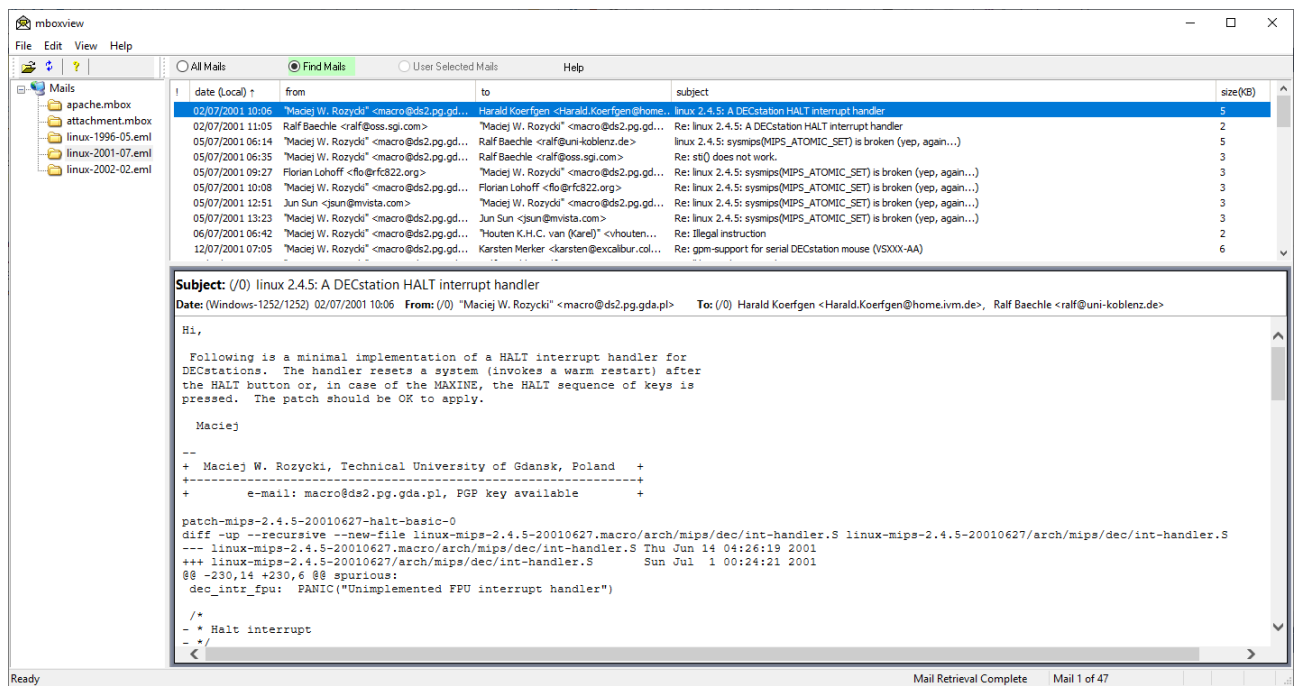 mboxview
File Edit View Help
All Mails Find Mails User Selected Mails Help
Mails
apache.mbox
attachment.mbox
linux-1996-05.eml
linux-2001-07.eml
linux-2002-02.eml
! date (Local) ↑ from to subject size(KB)
02/07/2001 10:06 "Maciej W. Rozycki" <macro@ds2.pg.gd... Harald Koerfgen <Harald.Koerfgen@home.. linux 2.4.5: A DECstation HALT interrupt handler 5
02/07/2001 11:05 Ralf Baechle <ralf@oss.sgi.com> "Maciej W. Rozycki" <macro@ds2.pg.gd... Re: linux 2.4.5: A DECstation HALT interrupt handler 2
05/07/2001 06:14 "Maciej W. Rozycki" <macro@ds2.pg.gd... Ralf Baechle <ralf@uni-koblenz.de> linux 2.4.5: sysmips(MIPS_ATOMIC_SET) is broken (yep, again...) 5
05/07/2001 06:35 "Maciej W. Rozycki" <macro@ds2.pg.gd... Ralf Baechle <ralf@oss.sgi.com> Re: sti() does not work. 3
05/07/2001 09:27 Florian Lohoff <flo@rfc822.org> "Maciej W. Rozycki" <macro@ds2.pg.gd... Re: linux 2.4.5: sysmips(MIPS_ATOMIC_SET) is broken (yep, again...) 3
05/07/2001 10:08 "Maciej W. Rozycki" <macro@ds2.pg.gd... Florian Lohoff <flo@rfc822.org> Re: linux 2.4.5: sysmips(MIPS_ATOMIC_SET) is broken (yep, again...) 3
05/07/2001 12:51 Jun Sun <jsun@mvista.com> "Maciej W. Rozycki" <macro@ds2.pg.gd... Re: linux 2.4.5: sysmips(MIPS_ATOMIC_SET) is broken (yep, again...) 3
05/07/2001 13:23 "Maciej W. Rozycki" <macro@ds2.pg.gd... Jun Sun <jsun@mvista.com> Re: linux 2.4.5: sysmips(MIPS_ATOMIC_SET) is broken (yep, again...) 3
06/07/2001 06:42 "Maciej W. Rozycki" <macro@ds2.pg.gd... "Houten K.H.C. van (Karel)" <vhouten... Re: Illegal instruction 2
12/07/2001 07:05 "Maciej W. Rozycki" <macro@ds2.pg.gd... Karsten Merker <karsten@excalibur.col... Re: gpm-support for serial DECstation mouse (VSXXX-AA) 6
Subject: (/0) linux 2.4.5: A DECstation HALT interrupt handler
Date: (Windows-1252/1252) 02/07/2001 10:06 From: (/0) "Maciej W. Rozycki" <macro@ds2.pg.gda.pl> To: (/0) Harald Koerfgen <Harald.Koerfgen@home.ivm.de>, Ralf Baechle <ralf@uni-koblenz.de>
Hi,
Following is a minimal implementation of a HALT interrupt handler for
DECstations. The handler resets a system (invokes a warm restart) after
the HALT button or, in case of the MAXINE, the HALT sequence of keys is
pressed. The patch should be OK to apply.
Maciej
--
+ Maciej W. Rozycki, Technical University of Gdansk, Poland +
+--------------------------------------------------------------+
+ e-mail: macro@ds2.pg.gda.pl, PGP key available +
patch-mips-2.4.5-20010627-halt-basic-0
diff -up --recursive --new-file linux-mips-2.4.5-20010627.macro/arch/mips/dec/int-handler.S linux-mips-2.4.5-20010627/arch/mips/dec/int-handler.S
--- linux-mips-2.4.5-20010627.macro/arch/mips/dec/int-handler.S Thu Jun 14 04:26:19 2001
+++ linux-mips-2.4.5-20010627/arch/mips/dec/int-handler.S Sun Jul 1 00:24:21 2001
@@ -230,14 +230,6 @@ spurious:
dec_intr_fpu: PANIC("Unimplemented FPU interrupt handler")
/*
- * Halt interrupt
- */
Ready Mail Retrieval Complete Mail 1 of 47